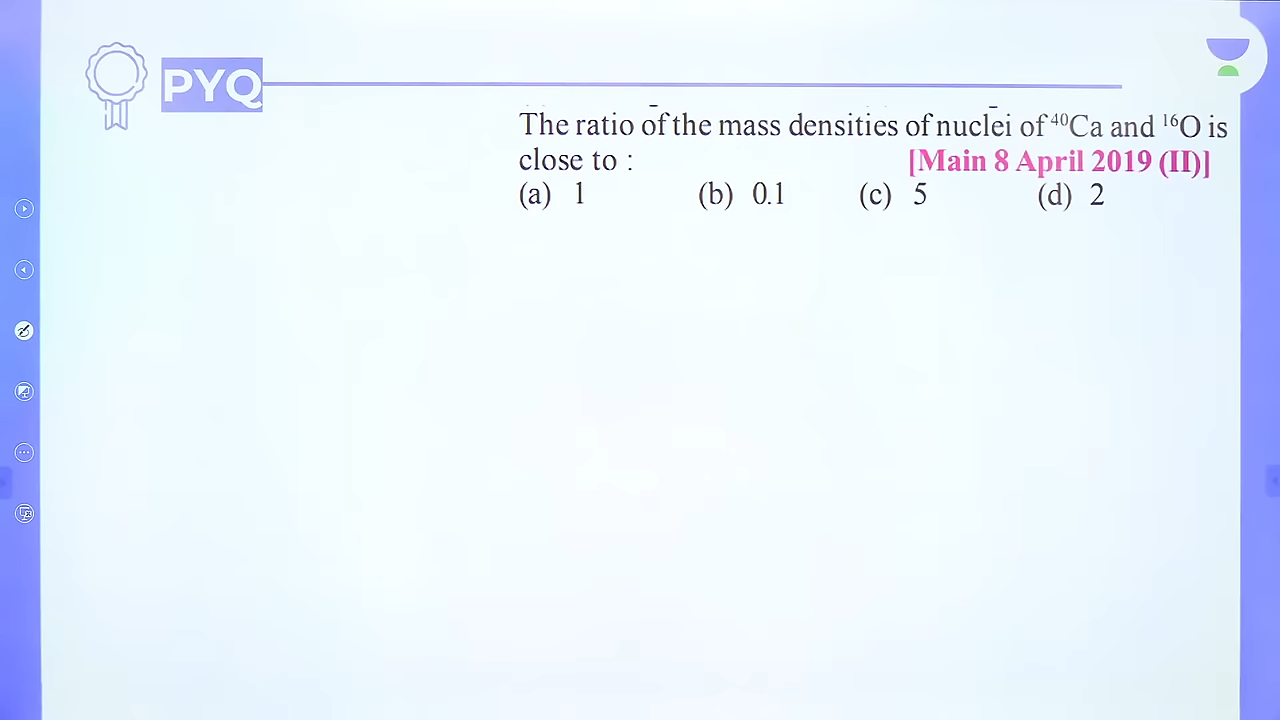 PYQ
The ratio of the mass densities of nuclei of ⁴⁰Ca and ¹⁶O is
close to : [Main 8 April 2019 (II)]
(a) 1 (b) 0.1 (c) 5 (d) 2